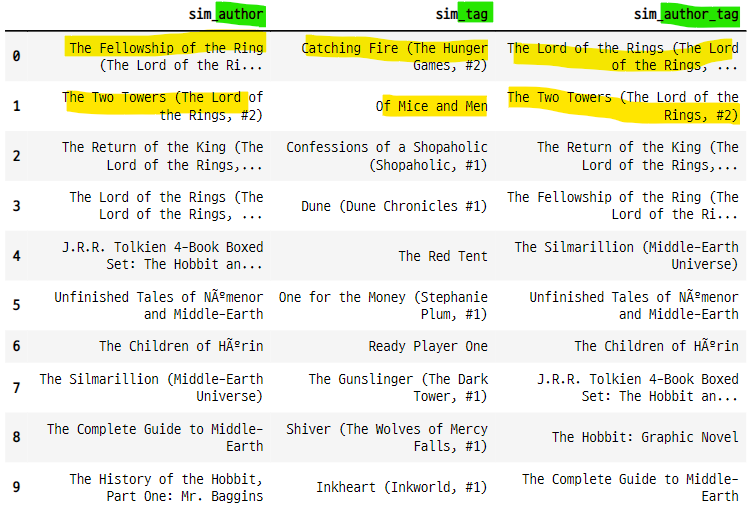 sim_author sim_tag sim_author_tag
0 The Fellowship of the Ring (The Lord of the Ri... Catching Fire (The Hunger Games, #2) The Lord of the Rings (The Lord of the Rings, ...
1 The Two Towers (The Lord of the Rings, #2) Of Mice and Men The Two Towers (The Lord of the Rings, #2)
2 The Return of the King (The Lord of the Rings,... Confessions of a Shopaholic (Shopaholic, #1) The Return of the King (The Lord of the Rings,...
3 The Lord of the Rings (The Lord of the Rings, ... Dune (Dune Chronicles #1) The Fellowship of the Ring (The Lord of the Ri...
4 J.R.R. Tolkien 4-Book Boxed Set: The Hobbit an... The Red Tent The Silmarillion (Middle-Earth Universe)
5 Unfinished Tales of Númenor and Middle-Earth One for the Money (Stephanie Plum, #1) Unfinished Tales of Númenor and Middle-Earth
6 The Children of Húrin Ready Player One The Children of Húrin
7 The Silmarillion (Middle-Earth Universe) The Gunslinger (The Dark Tower, #1) J.R.R. Tolkien 4-Book Boxed Set: The Hobbit an...
8 The Complete Guide to Middle-Earth Shiver (The Wolves of Mercy Falls, #1) The Hobbit: Graphic Novel
9 The History of the Hobbit, Part One: Mr. Baggins Inkheart (Inkworld, #1) The Complete Guide to Middle-Earth